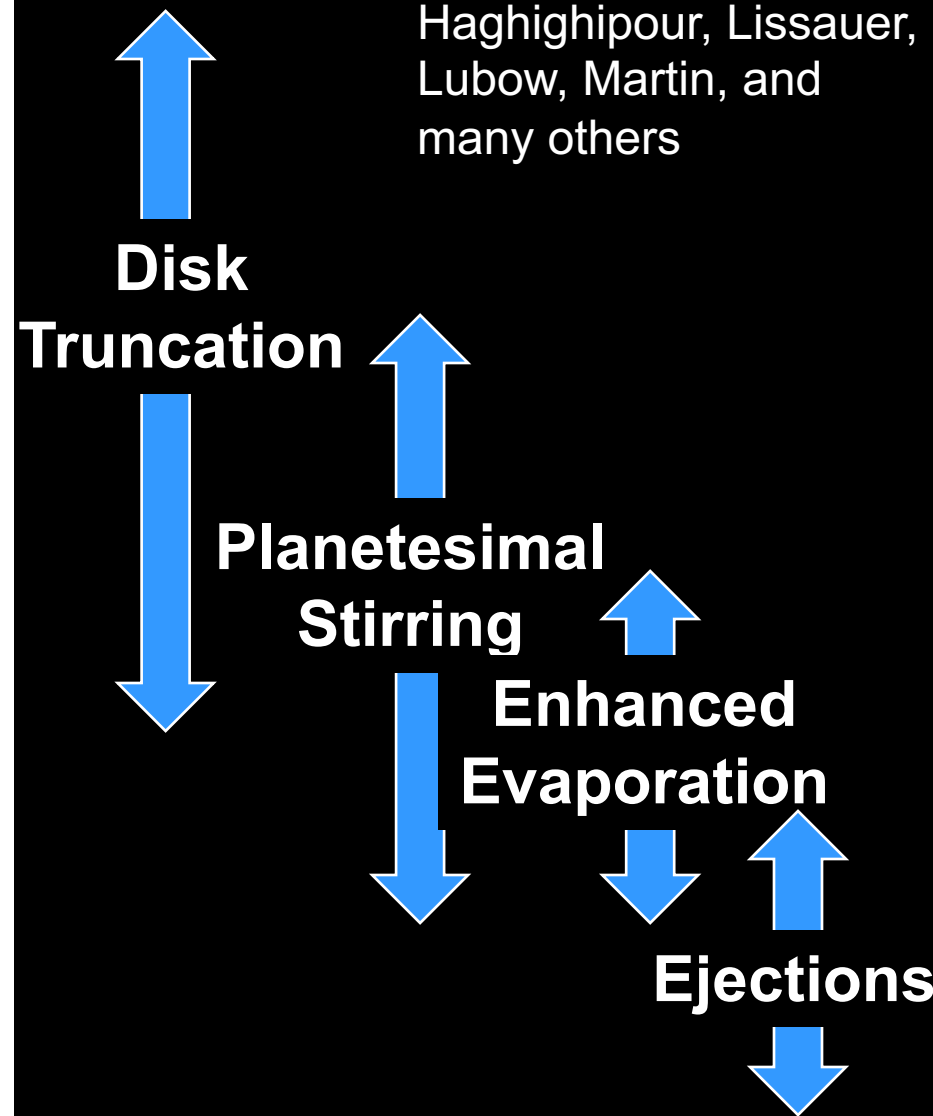 Haghighipour, Lissauer,
Lubow, Martin, and
many others
Disk
Truncation
Planetesimal
Stirring
Enhanced
Evaporation
Ejections